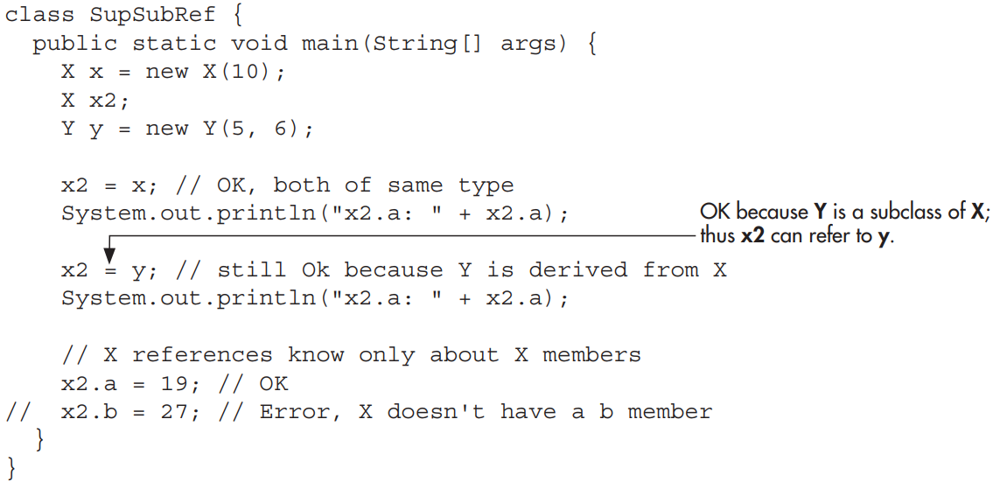 class SupSubRef {
  public static void main(String[] args) {
    X x = new X(10);
    X x2;
    Y y = new Y(5, 6);

    x2 = x; // OK, both of same type
    System.out.println("x2.a: " + x2.a);
OK because Y is a subclass of X;
thus x2 can refer to y.
    x2 = y; // still Ok because Y is derived from X
    System.out.println("x2.a: " + x2.a);

    // X references know only about X members
    x2.a = 19; // OK
//  x2.b = 27; // Error, X doesn't have a b member
  }
}